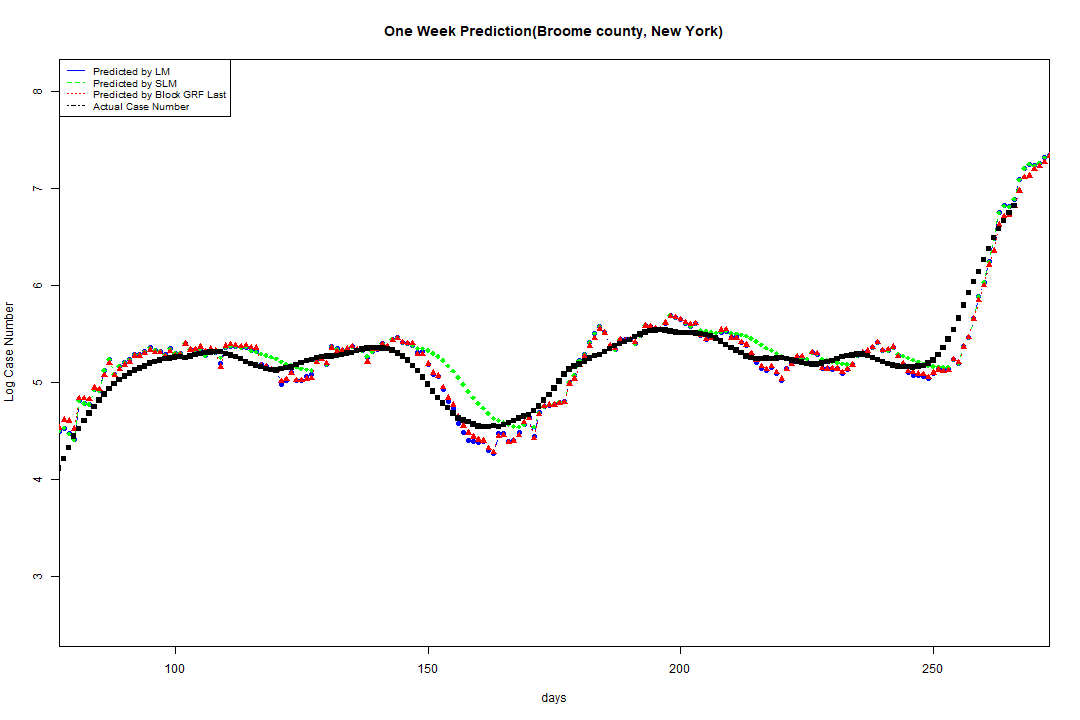 One Week Prediction(Broome county, New York)
Predicted by LM
Predicted by SLM
Predicted by Block GRF Last
Actual Case Number
8
7
6
5
4
3
Log Case Number
100 150 200 250
days